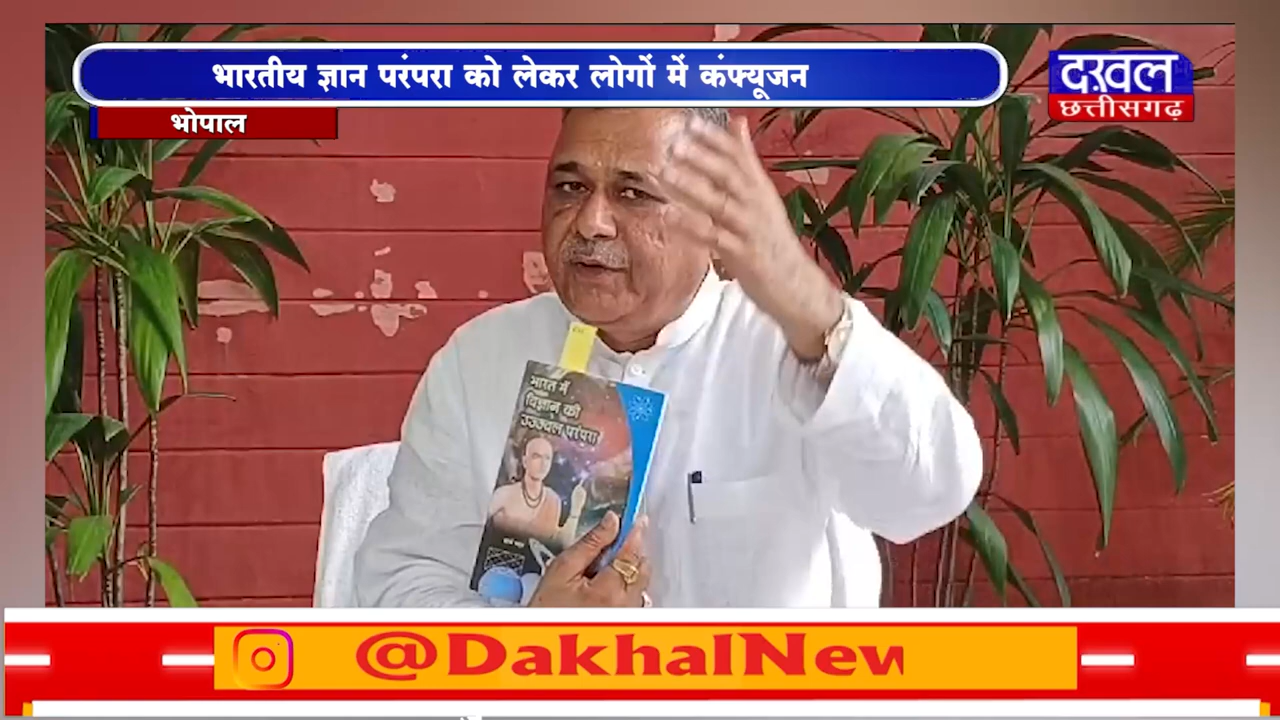 भारतीय ज्ञान परंपरा को लेकर लोगों में कंफ्यूजन
दख़ल
छत्तीसगढ़
भोपाल
भारत में
विज्ञान की
उज्ज्वल परंपरा
@DakhalNew